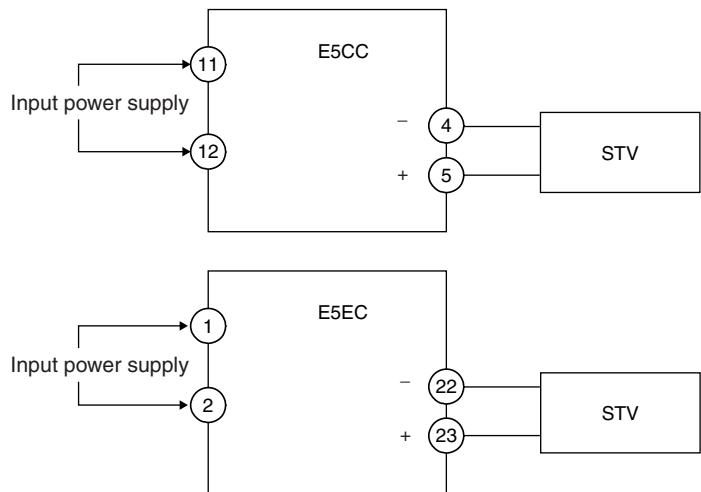 E5CC
11
Input power supply
12
−
4
+
5
STV
E5EC
1
Input power supply
2
−
22
+
23
STV